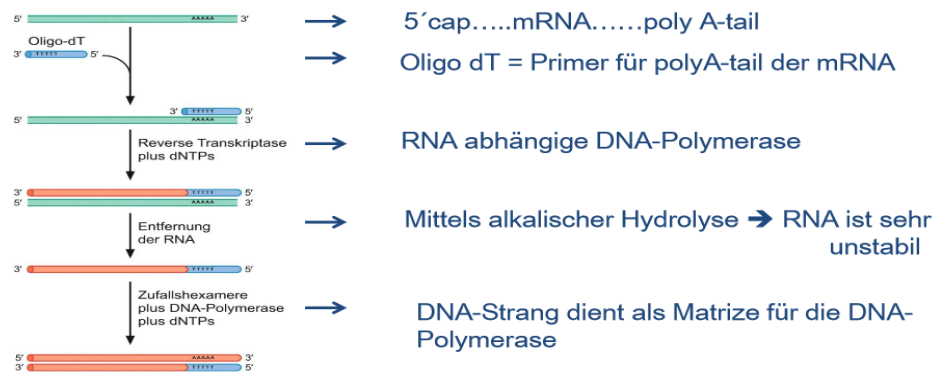 5′ AAAAA 3′
5´cap…..mRNA……poly A-tail
Oligo-dT
3′ TTTTT 5′
Oligo dT = Primer für polyA-tail der mRNA
3′ TTTTT 5′
5′ AAAAA 3′
Reverse Transkriptase
plus dNTPs
RNA abhängige DNA-Polymerase
3′ TTTTT 5′
5′ AAAAA 3′
Entfernung
der RNA
Mittels alkalischer Hydrolyse ➔ RNA ist sehr
unstabil
3′ TTTTT 5′
Zufallshexamere
plus DNA-Polymerase
plus dNTPs
DNA-Strang dient als Matrize für die DNA-
Polymerase
5′ AAAAA 3′
3′ TTTTT 5′